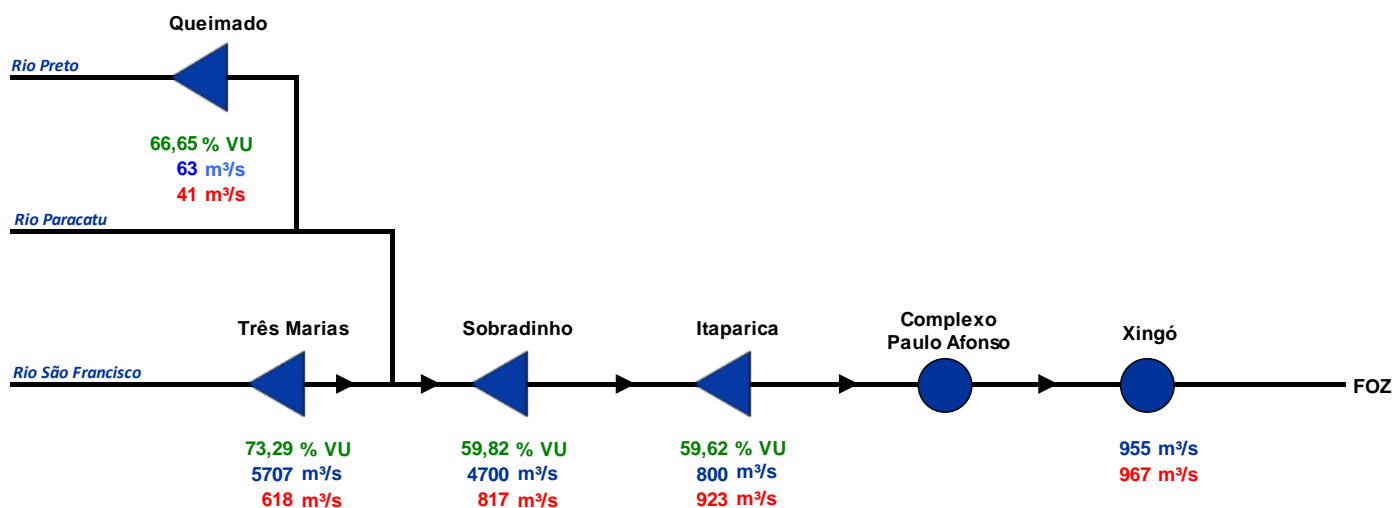 Queimado
Rio Preto
66,65 % VU
63 m³/s
41 m³/s
Rio Paracatu
Três Marias
Sobradinho
Itaparica
Complexo
Paulo Afonso
Xingó
Rio São Francisco
FOZ
73,29 % VU
5707 m³/s
618 m³/s
59,82 % VU
4700 m³/s
817 m³/s
59,62 % VU
800 m³/s
923 m³/s
955 m³/s
967 m³/s